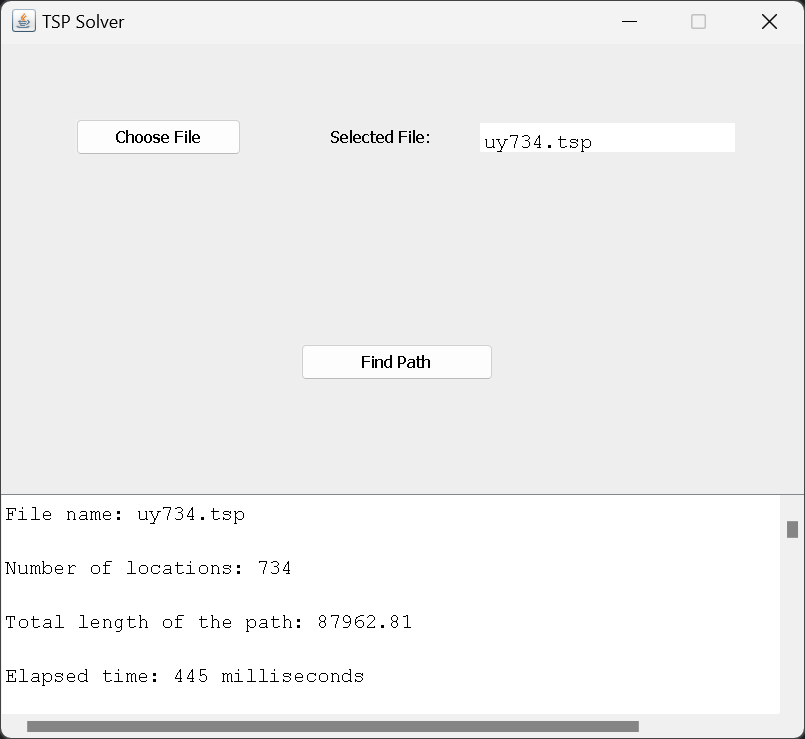 TSP Solver
Choose File
Selected File:
uy734.tsp
Find Path
File name: uy734.tsp
Number of locations: 734
Total length of the path: 87962.81
Elapsed time: 445 milliseconds